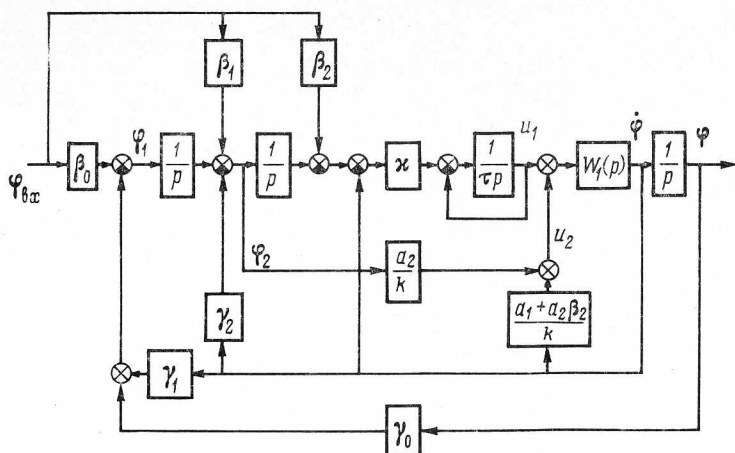 β₁
β₂
φвх
β₀
φ₁
1/p
1/p
ϰ
1/τp
u₁
W₁(p)
φ̇
1/p
φ
φ₂
a₂/k
u₂
γ₂
(a₁+a₂β₂)/k
γ₁
γ₀